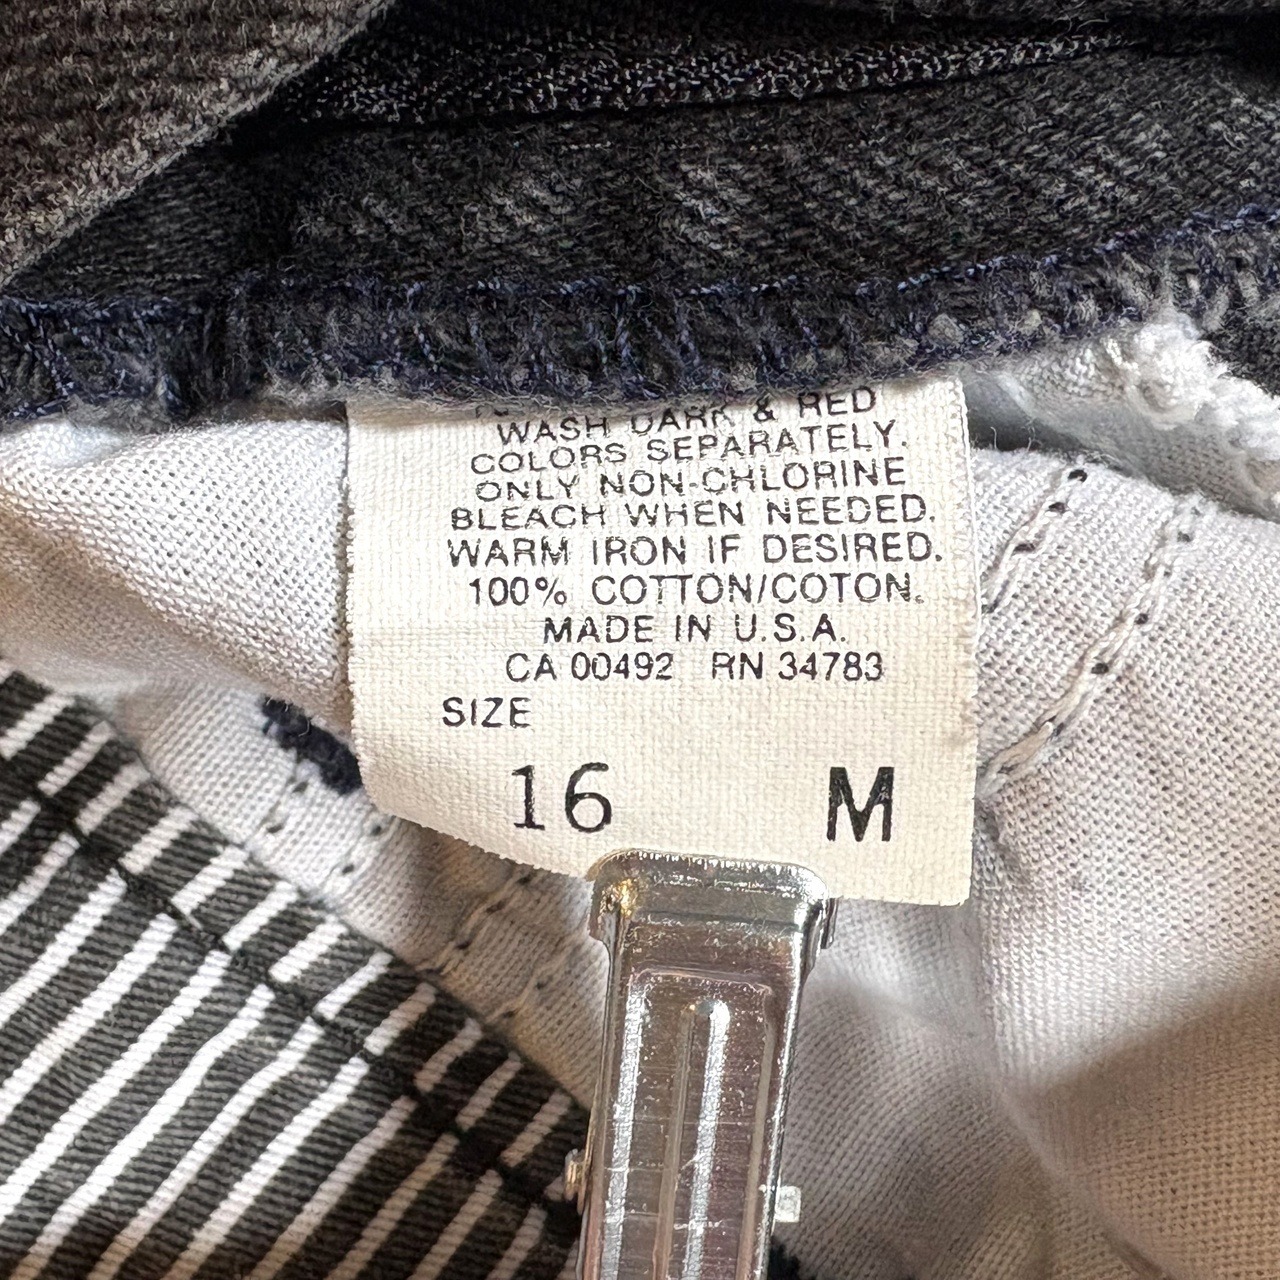 WASH DARK & RED
COLORS SEPARATELY.
ONLY NON-CHLORINE
BLEACH WHEN NEEDED.
WARM IRON IF DESIRED.
100% COTTON/COTON.
MADE IN U.S.A.
CA 00492 RN 34783
SIZE
16 M